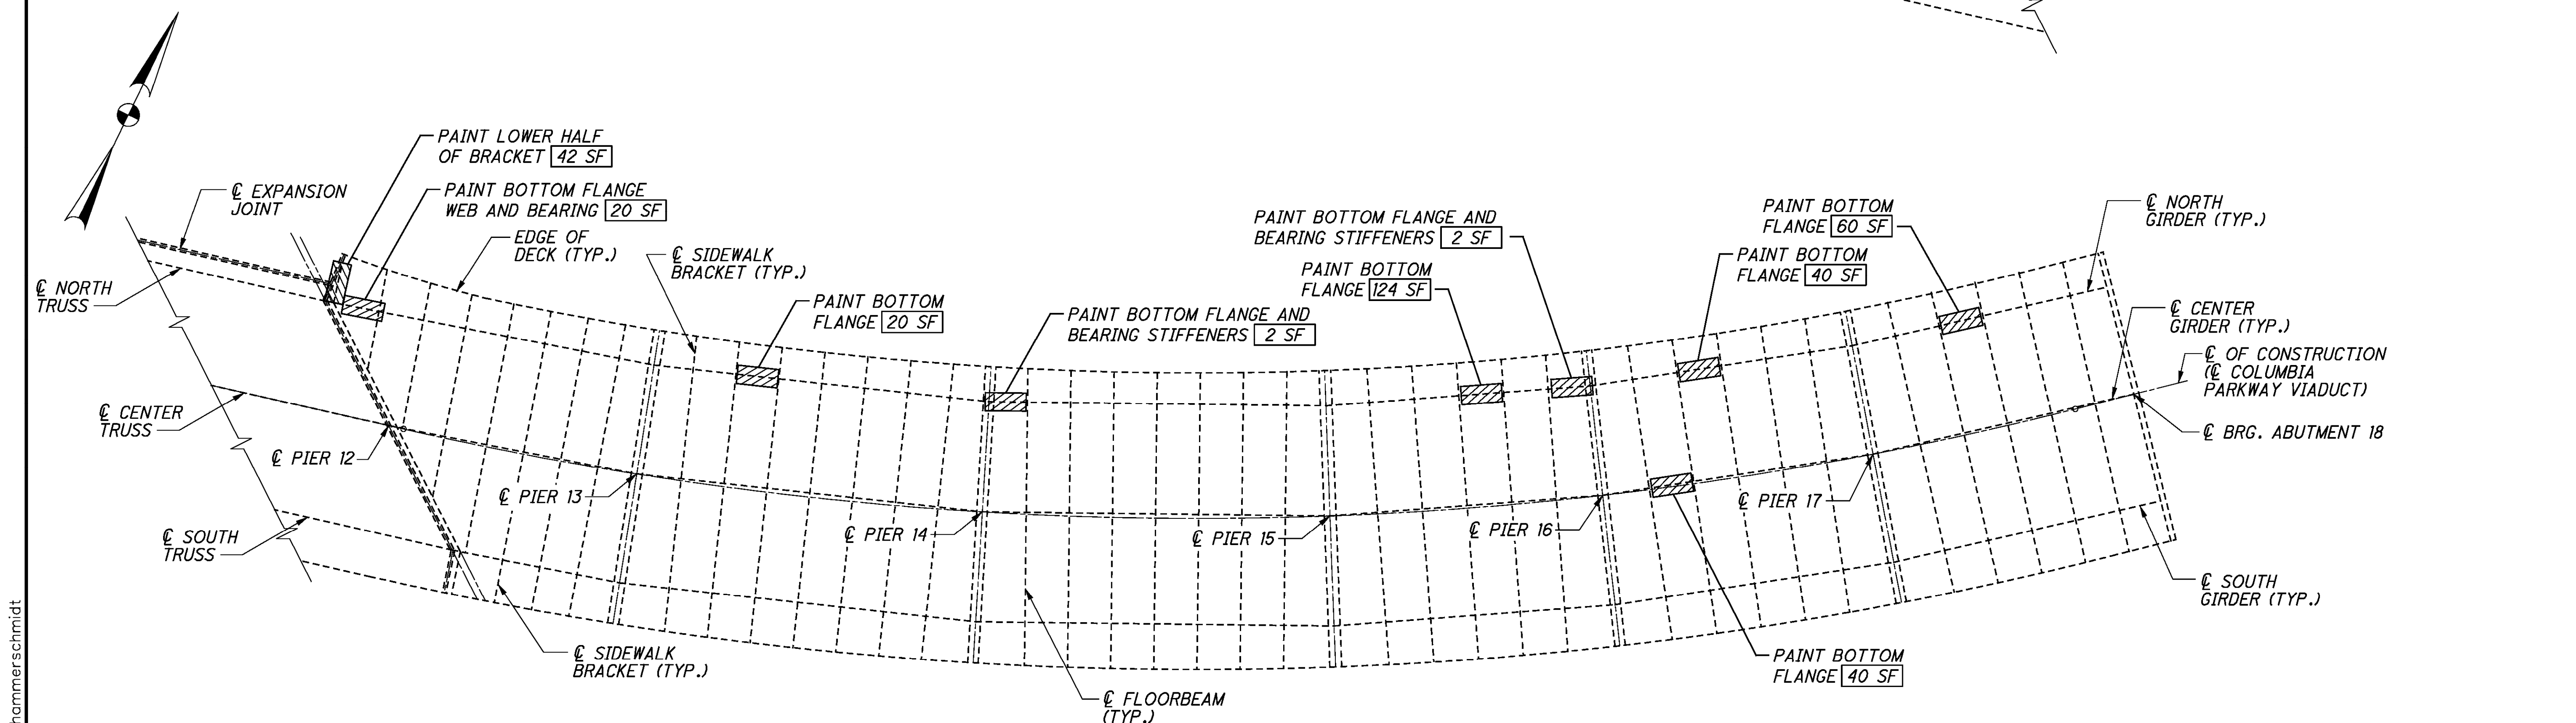 PAINT LOWER HALF
OF BRACKET 42 SF
PAINT BOTTOM FLANGE
WEB AND BEARING 20 SF
℄ EXPANSION
JOINT
EDGE OF
DECK (TYP.)
℄ SIDEWALK
BRACKET (TYP.)
℄ NORTH
TRUSS
PAINT BOTTOM
FLANGE 20 SF
PAINT BOTTOM FLANGE AND
BEARING STIFFENERS 2 SF
PAINT BOTTOM FLANGE AND
BEARING STIFFENERS 2 SF
PAINT BOTTOM
FLANGE 124 SF
PAINT BOTTOM
FLANGE 60 SF
PAINT BOTTOM
FLANGE 40 SF
℄ NORTH
GIRDER (TYP.)
℄ CENTER
GIRDER (TYP.)
℄ OF CONSTRUCTION
(℄ COLUMBIA
PARKWAY VIADUCT)
℄ BRG. ABUTMENT 18
℄ CENTER
TRUSS
℄ PIER 12
℄ PIER 13
℄ PIER 14
℄ PIER 15
℄ PIER 16
℄ PIER 17
℄ SOUTH
TRUSS
℄ SOUTH
GIRDER (TYP.)
℄ SIDEWALK
BRACKET (TYP.)
℄ FLOORBEAM
(TYP.)
PAINT BOTTOM
FLANGE 40 SF
hammerschmidt